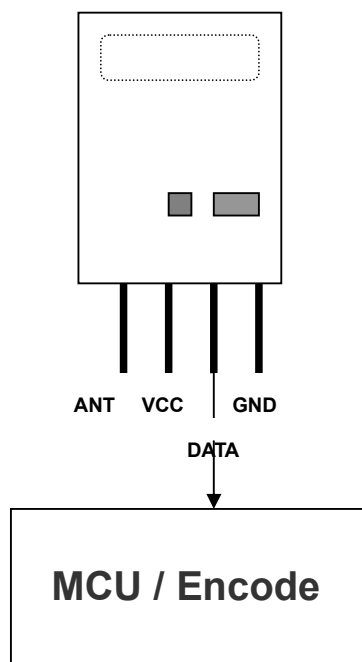 ANT VCC GND
DATA
MCU / Encode